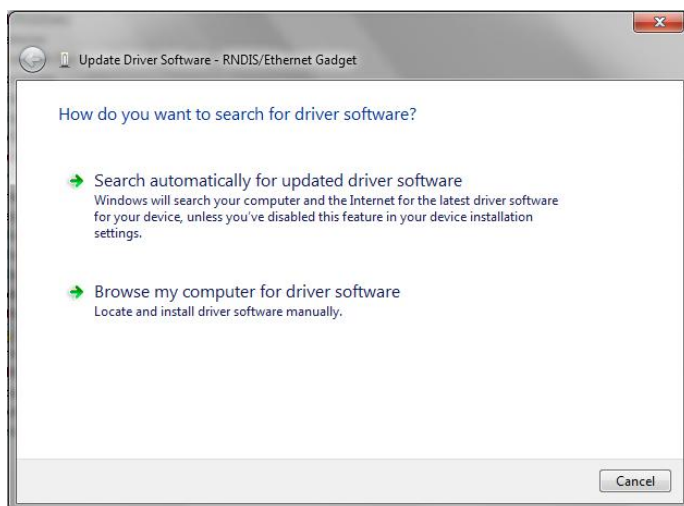 Update Driver Software - RNDIS/Ethernet Gadget
How do you want to search for driver software?
Search automatically for updated driver software
Windows will search your computer and the Internet for the latest driver software
for your device, unless you've disabled this feature in your device installation
settings.
Browse my computer for driver software
Locate and install driver software manually.
Cancel